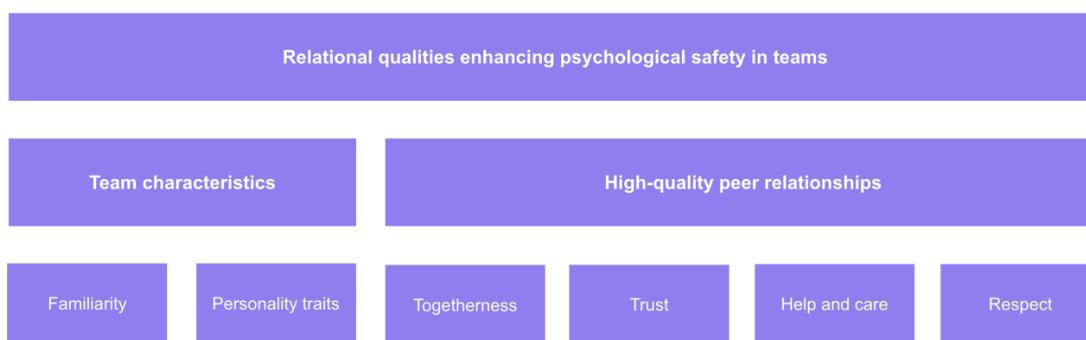 Relational qualities enhancing psychological safety in teams
Team characteristics
High-quality peer relationships
Familiarity
Personality traits
Togetherness
Trust
Help and care
Respect